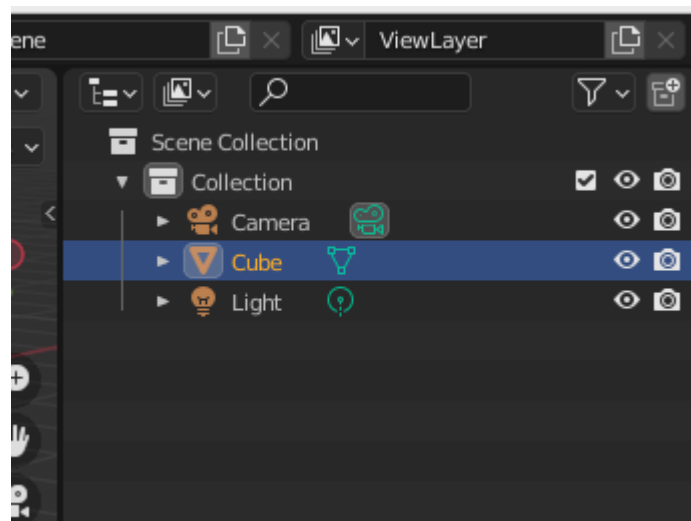 ene ViewLayer
Scene Collection
Collection
Camera
Cube
Light